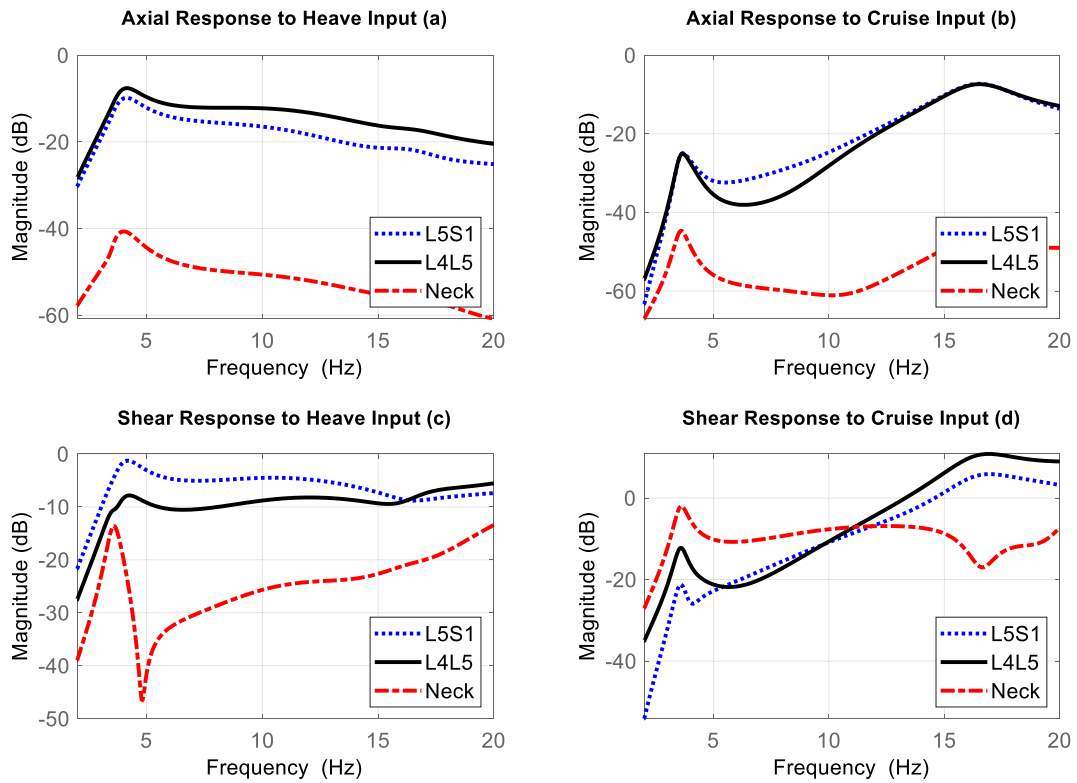 Axial Response to Heave Input (a)
Magnitude (dB)
0
-20
-40
-60
5
10
15
20
Frequency (Hz)
L5S1
L4L5
Neck
Axial Response to Cruise Input (b)
Magnitude (dB)
0
-20
-40
-60
5
10
15
20
Frequency (Hz)
L5S1
L4L5
Neck
Shear Response to Heave Input (c)
Magnitude (dB)
0
-10
-20
-30
-40
-50
5
10
15
20
Frequency (Hz)
L5S1
L4L5
Neck
Shear Response to Cruise Input (d)
Magnitude (dB)
0
-20
-40
5
10
15
20
Frequency (Hz)
L5S1
L4L5
Neck